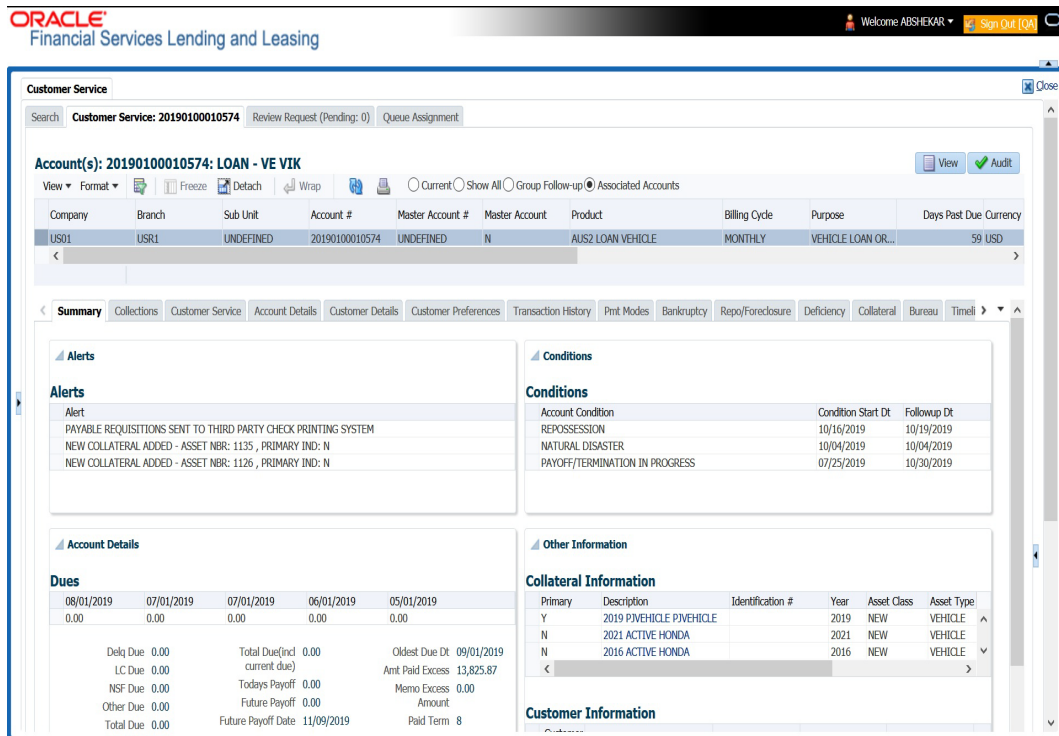 ORACLE
Financial Services Lending and Leasing
Welcome ABSHEKAR
Sign Out [QA]
Customer Service
Close
Search Customer Service: 20190100010574 Review Request (Pending: 0) Queue Assignment
Account(s): 20190100010574: LOAN - VE VIK
View Audit
View Format Freeze Detach Wrap Current Show All Group Follow-up Associated Accounts
Company Branch Sub Unit Account # Master Account # Master Account Product Billing Cycle Purpose Days Past Due Currency
US01 USR1 UNDEFINED 20190100010574 UNDEFINED N AUS2 LOAN VEHICLE MONTHLY VEHICLE LOAN OR... 59 USD
Summary Collections Customer Service Account Details Customer Details Customer Preferences Transaction History Pmt Modes Bankruptcy Repo/Foreclosure Deficiency Collateral Bureau Timeli
Alerts
Alerts
Alert
PAYABLE REQUISITIONS SENT TO THIRD PARTY CHECK PRINTING SYSTEM
NEW COLLATERAL ADDED - ASSET NBR: 1135 , PRIMARY IND: N
NEW COLLATERAL ADDED - ASSET NBR: 1126 , PRIMARY IND: N
Conditions
Conditions
Account Condition Condition Start Dt Followup Dt
REPOSSESSION 10/16/2019 10/19/2019
NATURAL DISASTER 10/04/2019 10/04/2019
PAYOFF/TERMINATION IN PROGRESS 07/25/2019 10/30/2019
Account Details
Dues
08/01/2019 07/01/2019 07/01/2019 06/01/2019 05/01/2019
0.00 0.00 0.00 0.00 0.00
Delq Due 0.00
LC Due 0.00
NSF Due 0.00
Other Due 0.00
Total Due 0.00
Total Due(incl current due) 0.00
Todays Payoff 0.00
Future Payoff 0.00
Future Payoff Date 11/09/2019
Oldest Due Dt 09/01/2019
Amt Paid Excess 13,825.87
Memo Excess Amount 0.00
Paid Term 8
Other Information
Collateral Information
Primary Description Identification # Year Asset Class Asset Type
Y 2019 PJVEHICLE PJVEHICLE 2019 NEW VEHICLE
N 2021 ACTIVE HONDA 2021 NEW VEHICLE
N 2016 ACTIVE HONDA 2016 NEW VEHICLE
Customer Information